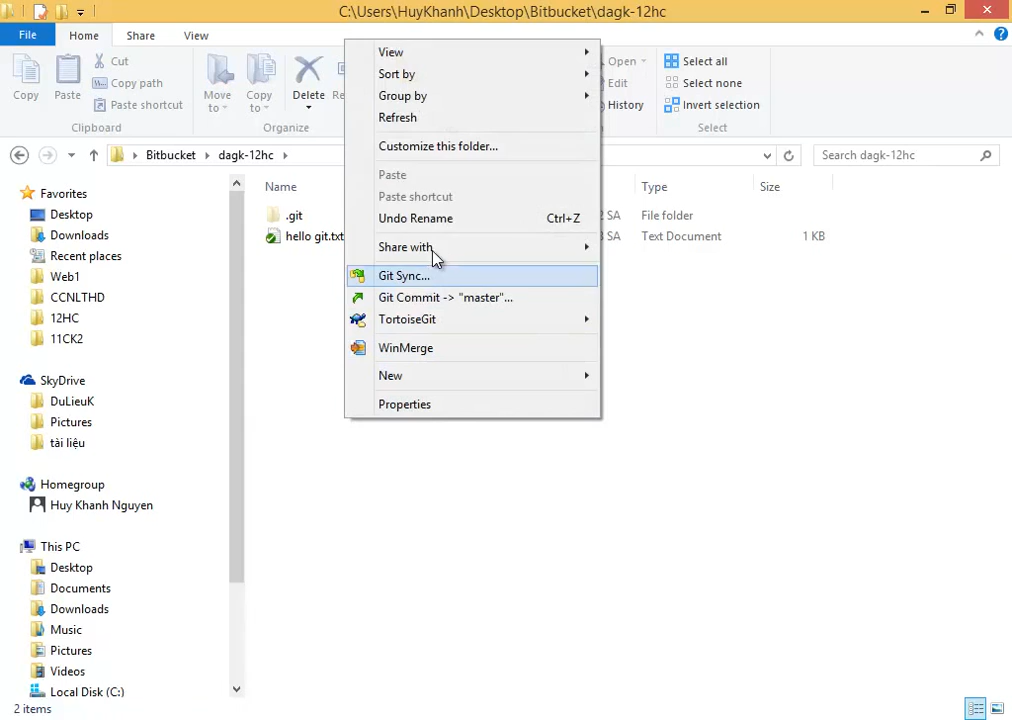 C:\Users\HuyKhanh\Desktop\Bitbucket\dagk-12hc
File
Home
Share
View
Copy
Paste
Cut
Copy path
Paste shortcut
Clipboard
Move to
Copy to
Delete
Re
Organize
Open
Edit
History
Select all
Select none
Invert selection
Select
Bitbucket
dagk-12hc
Search dagk-12hc
Favorites
Desktop
Downloads
Recent places
Web1
CCNLTHD
12HC
11CK2
SkyDrive
DuLieuK
Pictures
tài liệu
Homegroup
Huy Khanh Nguyen
This PC
Desktop
Documents
Downloads
Music
Pictures
Videos
Local Disk (C:)
Name
Type
Size
.git
2 SA
File folder
hello git.txt
3 SA
Text Document
1 KB
View
Sort by
Group by
Refresh
Customize this folder...
Paste
Paste shortcut
Undo Rename Ctrl+Z
Share with
Git Sync...
Git Commit -> "master"...
TortoiseGit
WinMerge
New
Properties
2 items